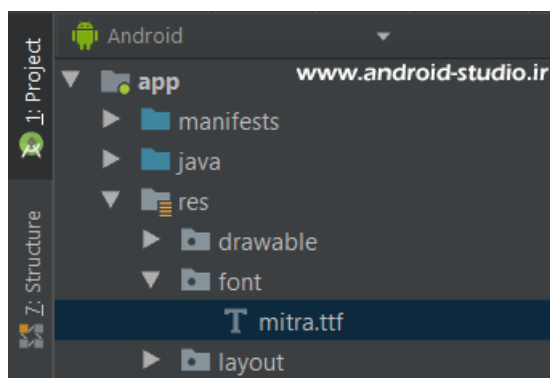 1: Project
7: Structure
Android
app
www.android-studio.ir
manifests
java
res
drawable
font
mitra.ttf
layout